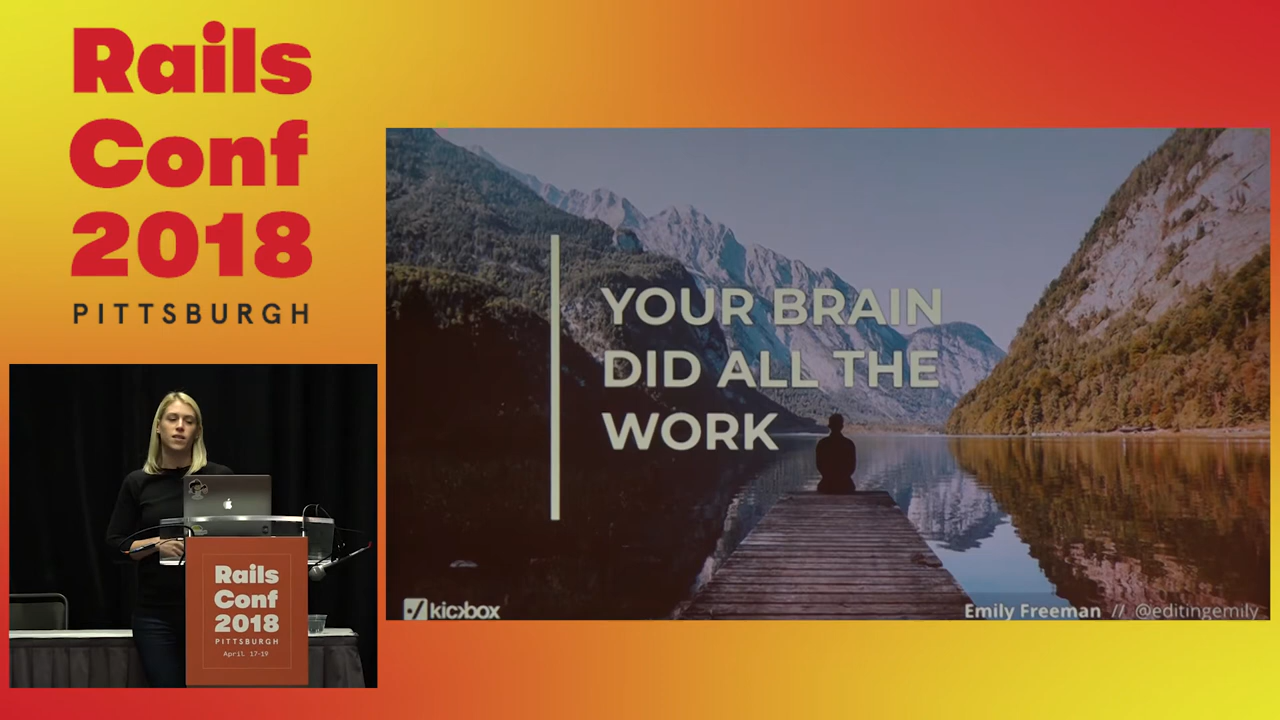 Rails
Conf
2018
PITTSBURGH
YOUR BRAIN
DID ALL THE
WORK
kickbox
Emily Freeman // @editingemily
Rails
Conf
2018
PITTSBURGH
April 17-19